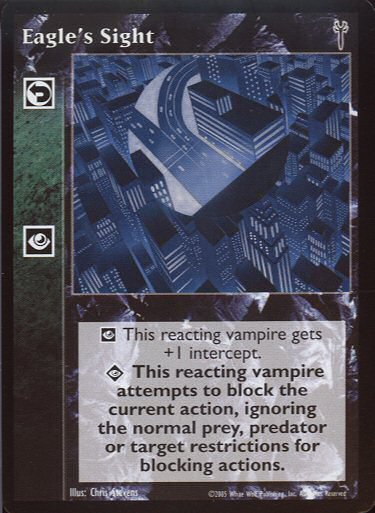 Eagle's Sight
This reacting vampire gets
+1 intercept.
This reacting vampire
attempts to block the
current action, ignoring
the normal prey, predator
or target restrictions for
blocking actions.
Illus: Chris Stevens
©2005 White Wolf Publishing, Inc. All Rights Reserved